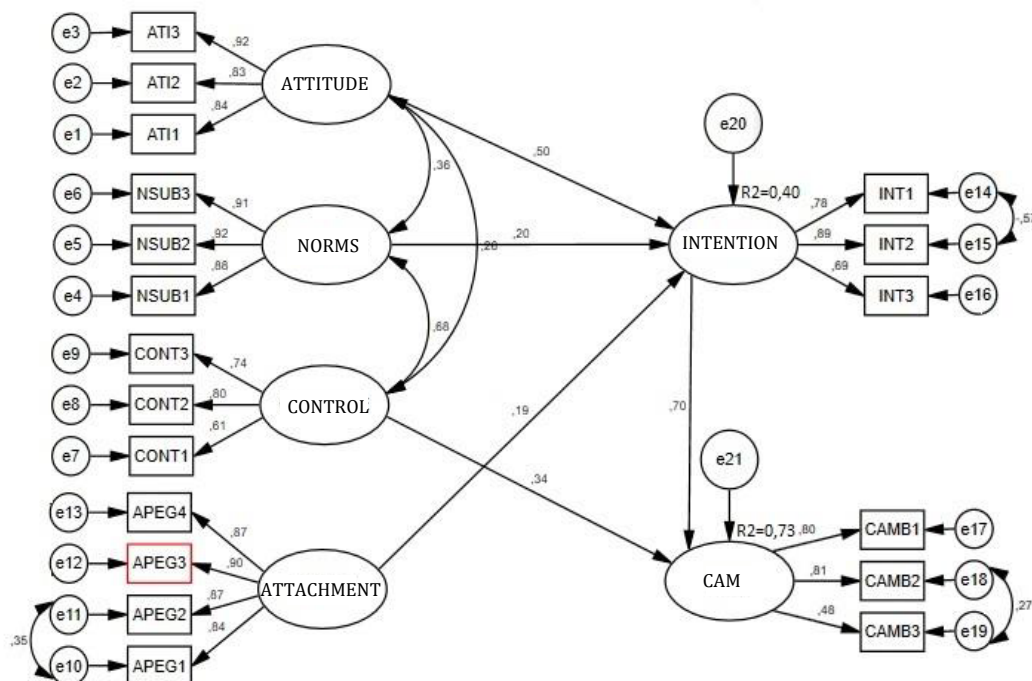 e3 ATI3 ,92
e2 ATI2 ,83 ATTITUDE
e1 ATI1 ,84
e20
,50
,36
e6 NSUB3 ,91
R2=0,40 ,78 INT1 e14
-,57
e5 NSUB2 ,92 NORMS ,20 ,26 INTENTION ,89 INT2 e15
e4 NSUB1 ,88
,69 INT3 e16
,68
e9 CONT3 ,74
e8 CONT2 ,80 CONTROL
,19 ,70
e7 CONT1 ,61
e21
,34
e13 APEG4 ,87
R2=0,73 ,80 CAMB1 e17
e12 APEG3 ,90
ATTACHMENT CAM ,81 CAMB2 e18
e11 APEG2 ,87
,27
,35 ,84 ,48 CAMB3 e19
e10 APEG1